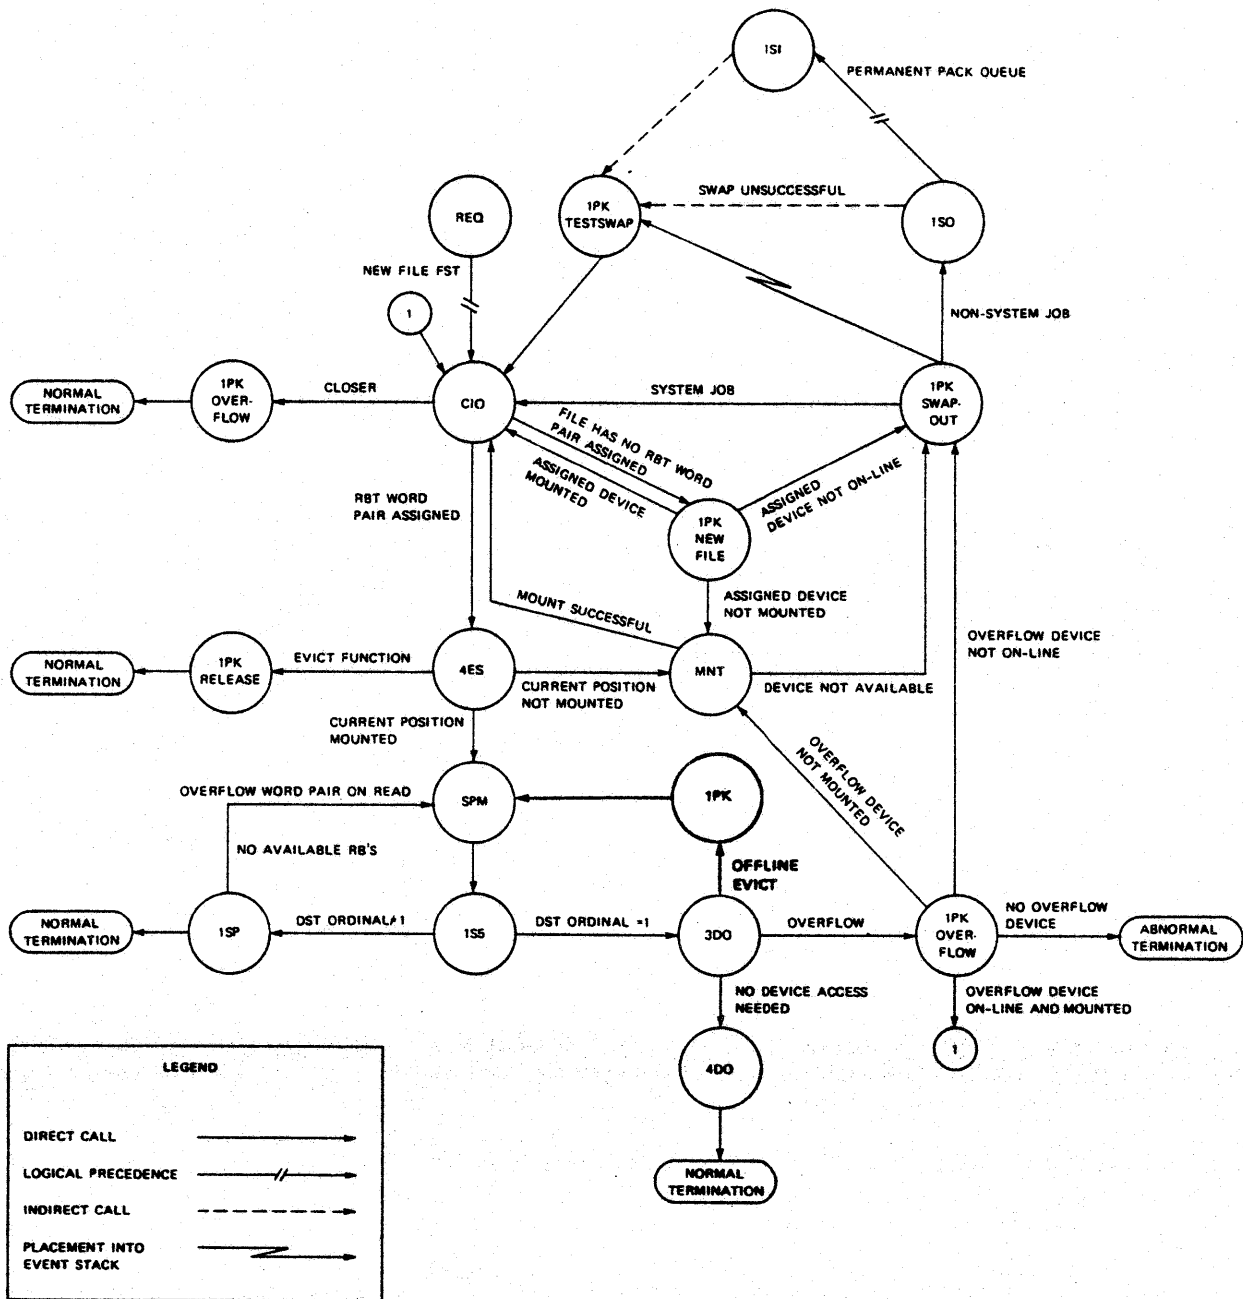 1SI
PERMANENT PACK QUEUE
SWAP UNSUCCESSFUL
REQ
1PK
TESTSWAP
1SO
NEW FILE FST
1
NON-SYSTEM JOB
NORMAL
TERMINATION
1PK
OVER-
FLOW
CLOSER
CIO
SYSTEM JOB
1PK
SWAP-
OUT
FILE HAS NO RBT WORD
PAIR ASSIGNED
ASSIGNED DEVICE
MOUNTED
ASSIGNED
DEVICE NOT ON-LINE
RBT WORD
PAIR ASSIGNED
1PK
NEW
FILE
MOUNT SUCCESSFUL
ASSIGNED DEVICE
NOT MOUNTED
OVERFLOW DEVICE
NOT ON-LINE
NORMAL
TERMINATION
1PK
RELEASE
EVICT FUNCTION
4ES
CURRENT POSITION
NOT MOUNTED
MNT
DEVICE NOT AVAILABLE
CURRENT POSITION
MOUNTED
OVERFLOW DEVICE
NOT MOUNTED
OVERFLOW WORD PAIR ON READ
SPM
1PK
NO AVAILABLE RB'S
OFFLINE
EVICT
NORMAL
TERMINATION
1SP
DST ORDINAL≠1
1S5
DST ORDINAL =1
3DO
OVERFLOW
1PK
OVER-
FLOW
NO OVERFLOW
DEVICE
ABNORMAL
TERMINATION
NO DEVICE ACCESS
NEEDED
OVERFLOW DEVICE
ON-LINE AND MOUNTED
1
4DO
NORMAL
TERMINATION
LEGEND
DIRECT CALL
LOGICAL PRECEDENCE
INDIRECT CALL
PLACEMENT INTO
EVENT STACK